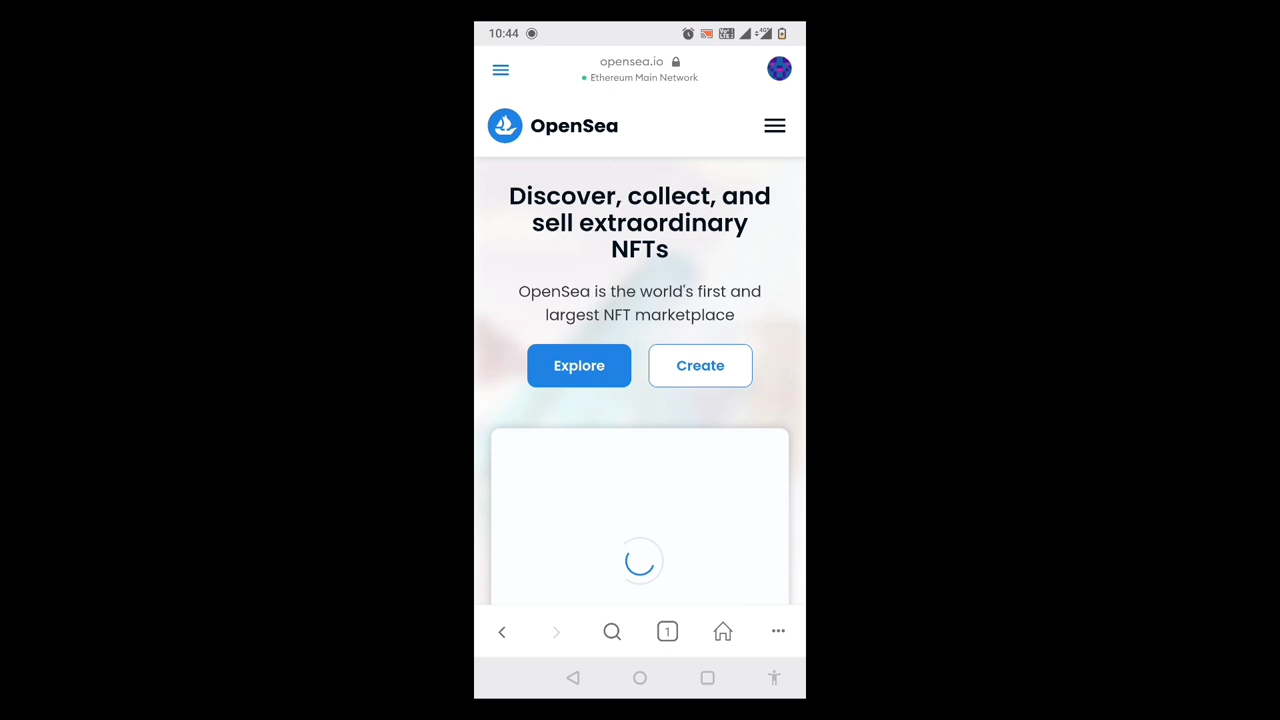 10:44
opensea.io
Ethereum Main Network
OpenSea
Discover, collect, and
sell extraordinary
NFTs
OpenSea is the world's first and
largest NFT marketplace
Explore
Create
1